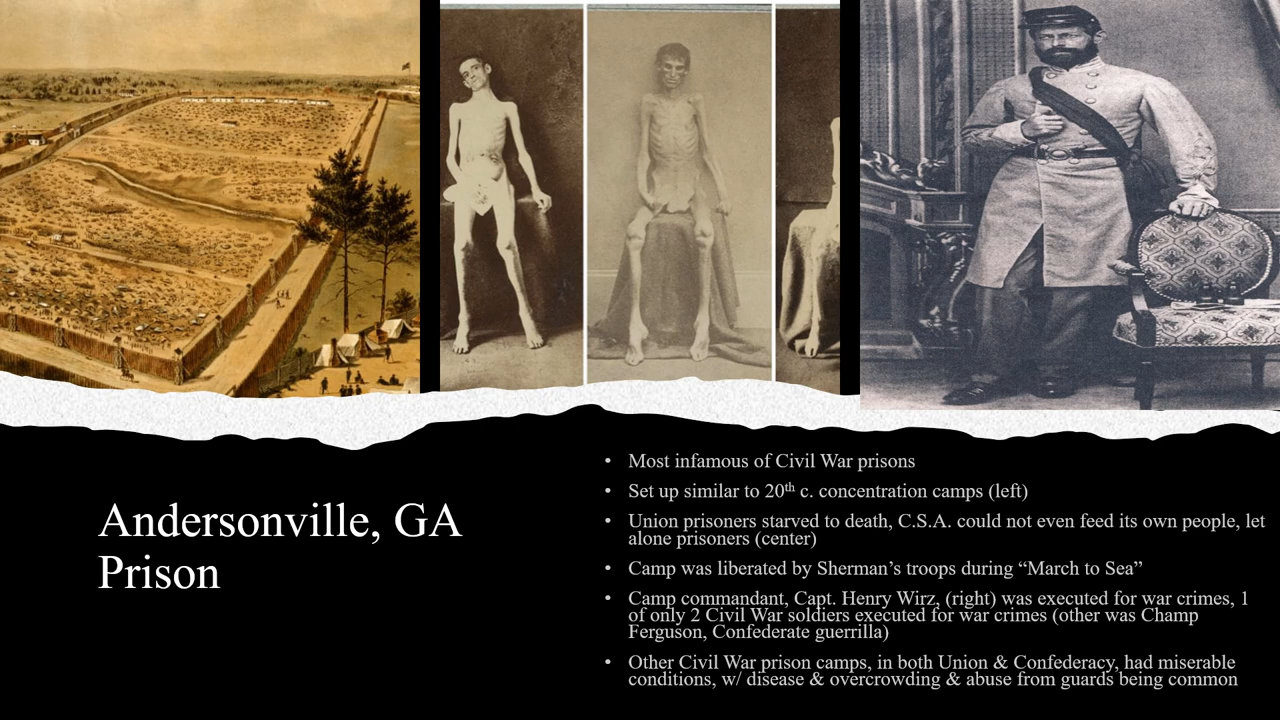 Andersonville, GA
Prison
• Most infamous of Civil War prisons
• Set up similar to 20th c. concentration camps (left)
• Union prisoners starved to death, C.S.A. could not even feed its own people, let
alone prisoners (center)
• Camp was liberated by Sherman’s troops during “March to Sea”
• Camp commandant, Capt. Henry Wirz, (right) was executed for war crimes, 1
of only 2 Civil War soldiers executed for war crimes (other was Champ
Ferguson, Confederate guerrilla)
• Other Civil War prison camps, in both Union & Confederacy, had miserable
conditions, w/ disease & overcrowding & abuse from guards being common